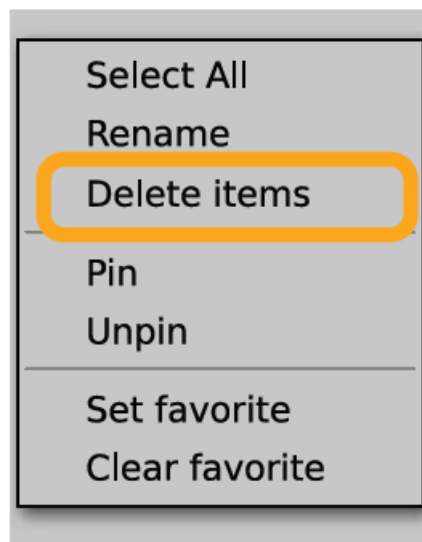 Select All
Rename
Delete items
Pin
Unpin
Set favorite
Clear favorite